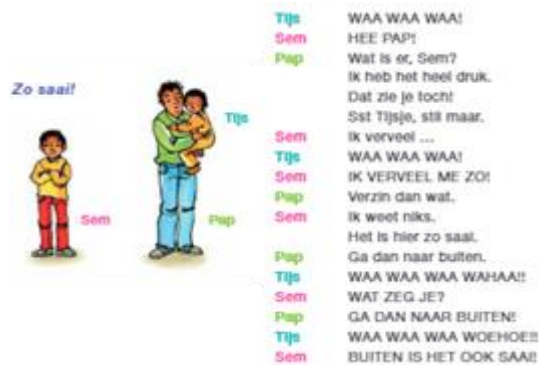 Zo saai!
Sem
Tijs
Pap
Tijs WAA WAA WAA!
Sem HEE PAP!
Pap Wat is er, Sem?
Ik heb het heel druk.
Dat zie je toch!
Sst Tijsje, stil maar.
Sem Ik verveel ...
Tijs WAA WAA WAA!
Sem IK VERVEEL ME ZO!
Pap Verzin dan wat.
Sem Ik weet niks.
Het is hier zo saai.
Pap Ga dan naar buiten.
Tijs WAA WAA WAA WAHAA!!
Sem WAT ZEG JE?
Pap GA DAN NAAR BUITEN!
Tijs WAA WAA WAA WOEHOE!!
Sem BUITEN IS HET OOK SAAI!